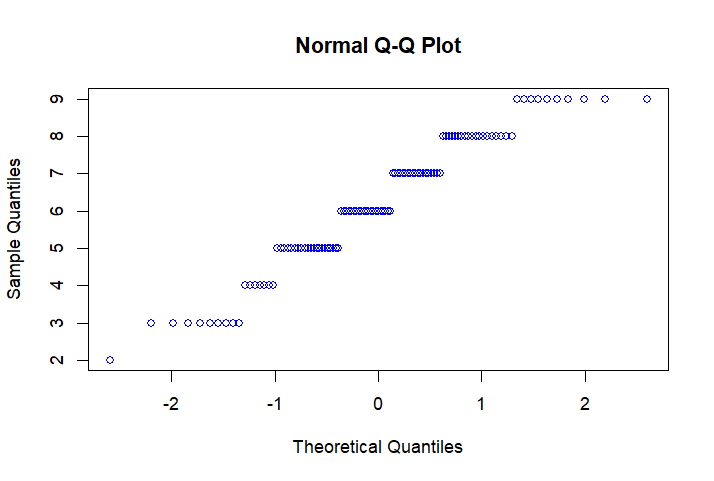 Normal Q-Q Plot
9
8
7
6
5
4
3
2
Sample Quantiles
-2 -1 0 1 2
Theoretical Quantiles